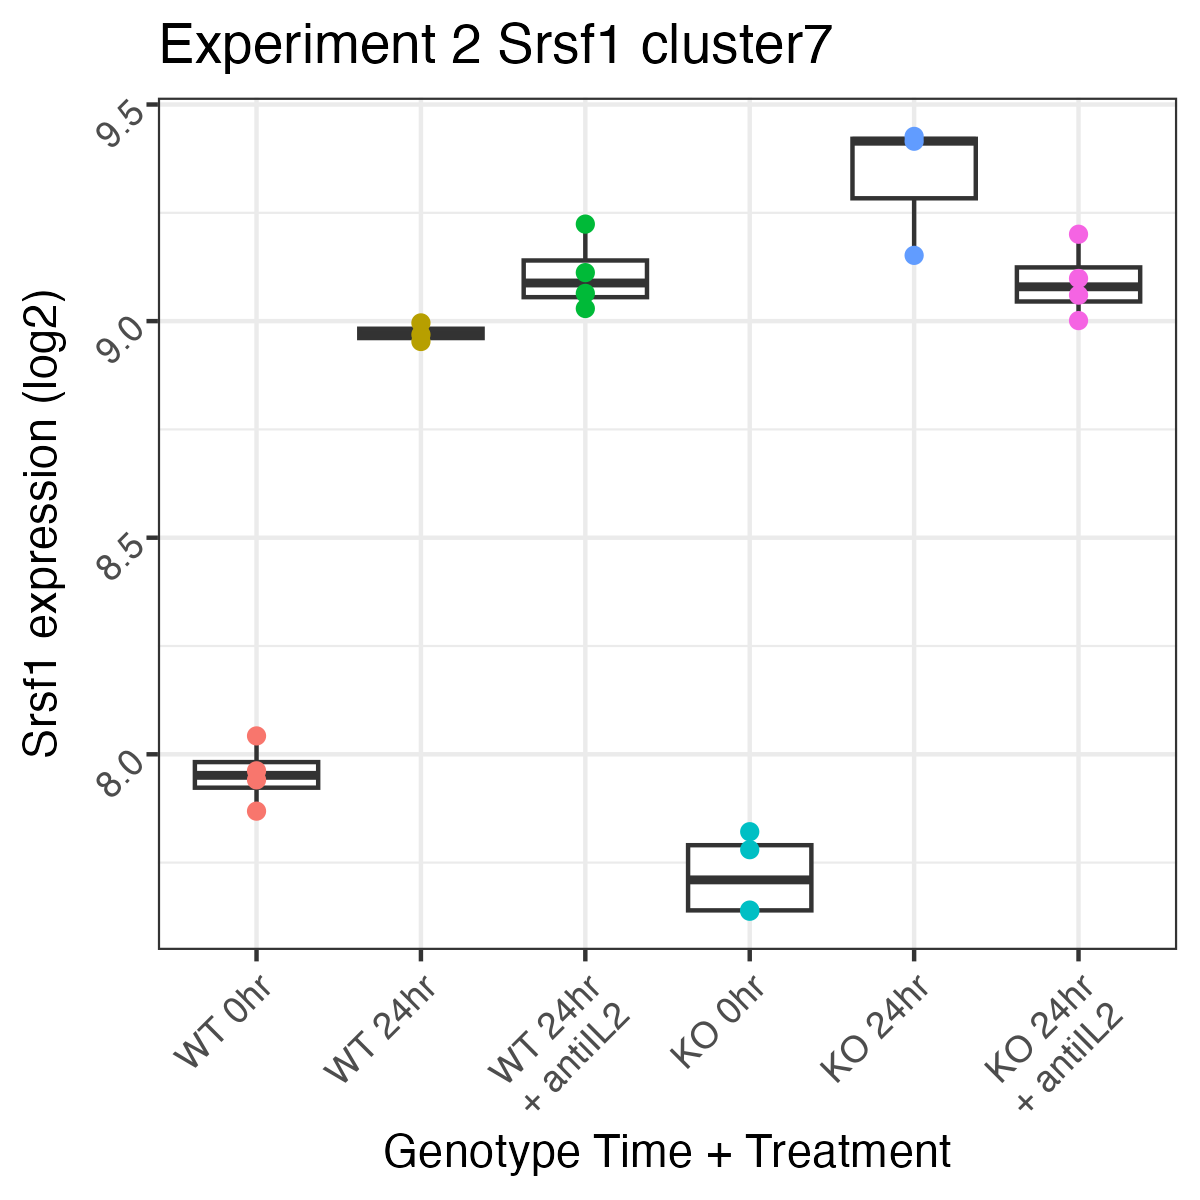 Experiment 2 Srsf1 cluster7
Srsf1 expression (log2)
9.5
9.0
8.5
8.0
WT 0hr
WT 24hr
WT 24hr
+ antiIL2
KO 0hr
KO 24hr
KO 24hr
+ antiIL2
Genotype Time + Treatment